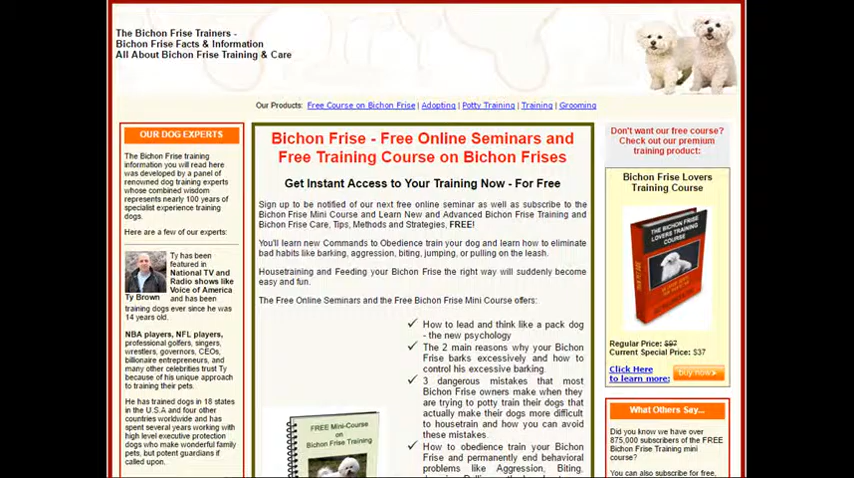 The Bichon Frise Trainers -
Bichon Frise Facts & Information
All About Bichon Frise Training & Care
Our Products: Free Course on Bichon Frise | Adopting | Potty Training | Training | Grooming
OUR DOG EXPERTS
The Bichon Frise training
information you will read here
was developed by a panel of
renowned dog training experts
whose combined wisdom
represents nearly 100 years of
specialist experience training
dogs.
Here are a few of our experts:
Ty has been
featured in
National TV and
Radio shows like
Voice of America
and has been
Ty Brown
training dogs ever since he was
14 years old.
NBA players, NFL players,
professional golfers, singers,
wrestlers, governors, CEOs,
billionaire entrepreneurs, and
many other celebrities trust Ty
because of his unique approach
to training their pets.
He has trained dogs in 18 states
in the U.S.A and four other
countries worldwide and has
spent several years working with
high level executive protection
dogs who make wonderful family
pets, but potent guardians if
called upon.
Bichon Frise - Free Online Seminars and
Free Training Course on Bichon Frises
Get Instant Access to Your Training Now - For Free
Sign up to be notified of our next free online seminar as well as subscribe to the
Bichon Frise Mini Course and Learn New and Advanced Bichon Frise Training and
Bichon Frise Care, Tips, Methods and Strategies, FREE!
You'll learn new Commands to Obedience train your dog and learn how to eliminate
bad habits like barking, aggression, biting, jumping, or pulling on the leash.
Housetraining and Feeding your Bichon Frise the right way will suddenly become
easy and fun.
The Free Online Seminars and the Free Bichon Frise Mini Course offers:
How to lead and think like a pack dog
- the new psychology
The 2 main reasons why your Bichon
Frise barks excessively and how to
control his excessive barking.
3 dangerous mistakes that most
Bichon Frise owners make when they
are trying to potty train their dogs that
actually make their dogs more difficult
to housetrain and how you can avoid
these mistakes.
How to obedience train your Bichon
Frise and permanently end behavioral
problems like Aggression, Biting,
FREE Mini-Course
on
Bichon Frise Training
Don't want our free course?
Check out our premium
training product:
Bichon Frise Lovers
Training Course
THE BICHON FRISE
LOVERS TRAINING
COURSE
Regular Price: $97
Current Special Price: $37
Click Here
to learn more:
buy now
What Others Say...
Did you know we have over
875,000 subscribers of the FREE
Bichon Frise Training mini
course?
You can also subscribe for free.